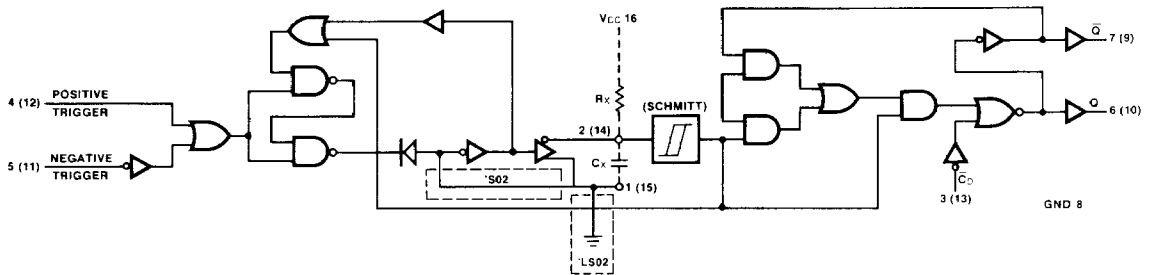 VCC 16
Q̄ 7 (9)
4 (12) POSITIVE
TRIGGER
RX
(SCHMITT)
2 (14)
Q 6 (10)
5 (11) NEGATIVE
TRIGGER
CX
'S02
1 (15)
C̄D
3 (13)
GND 8
'LS02